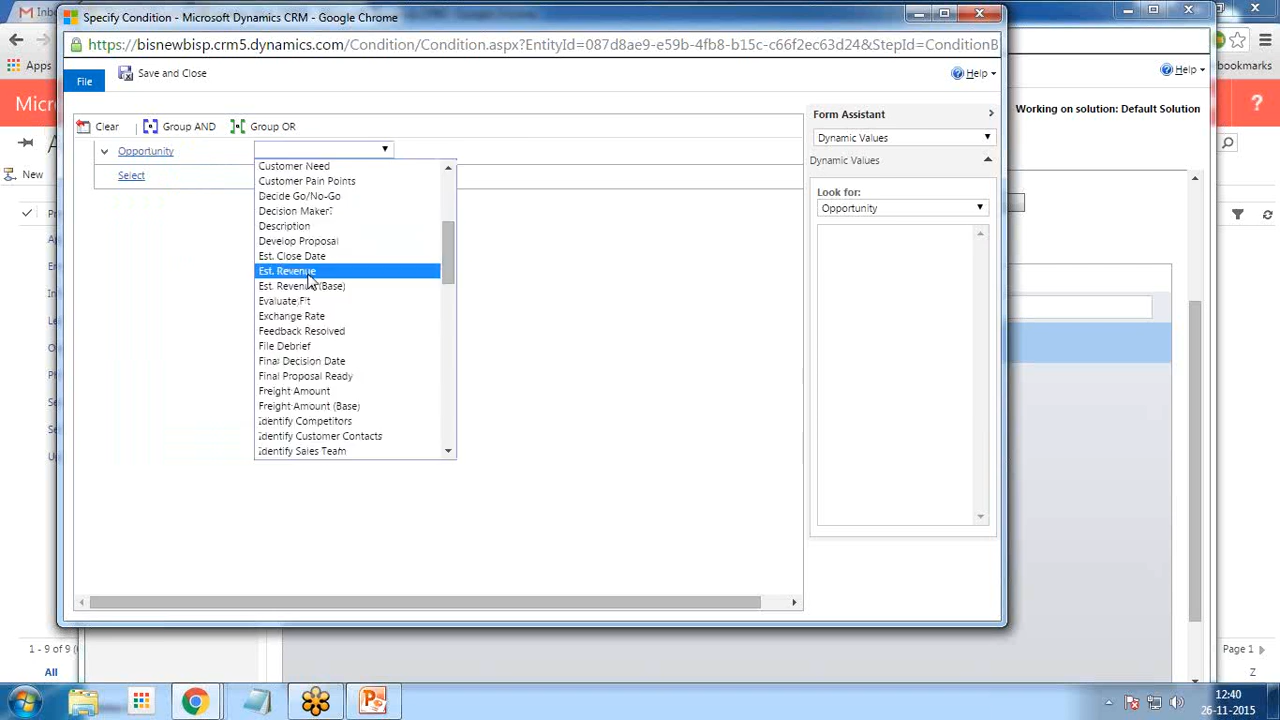 Inb
Specify Condition - Microsoft Dynamics CRM - Google Chrome
https://bisnewbisp.crm5.dynamics.com/Condition/Condition.aspx?EntityId=087d8ae9-e59b-4fb8-b15c-c66f2ec63d24&StepId=ConditionB
Apps
ookmarks
File
Save and Close
Help
Help
Micr
Working on solution: Default Solution
?
Clear
Group AND
Group OR
Form Assistant
Dynamic Values
Dynamic Values
Opportunity
Select
New
Look for:
Opportunity
Customer Need
Customer Pain Points
Decide Go/No-Go
Decision Maker?
Description
Develop Proposal
Est. Close Date
Est. Revenue
Est. Revenue (Base)
Evaluate Fit
Exchange Rate
Feedback Resolved
File Debrief
Final Decision Date
Final Proposal Ready
Freight Amount
Freight Amount (Base)
Identify Competitors
Identify Customer Contacts
Identify Sales Team
1 - 9 of 9 (
Page 1
All
Z
12:40
26-11-2015